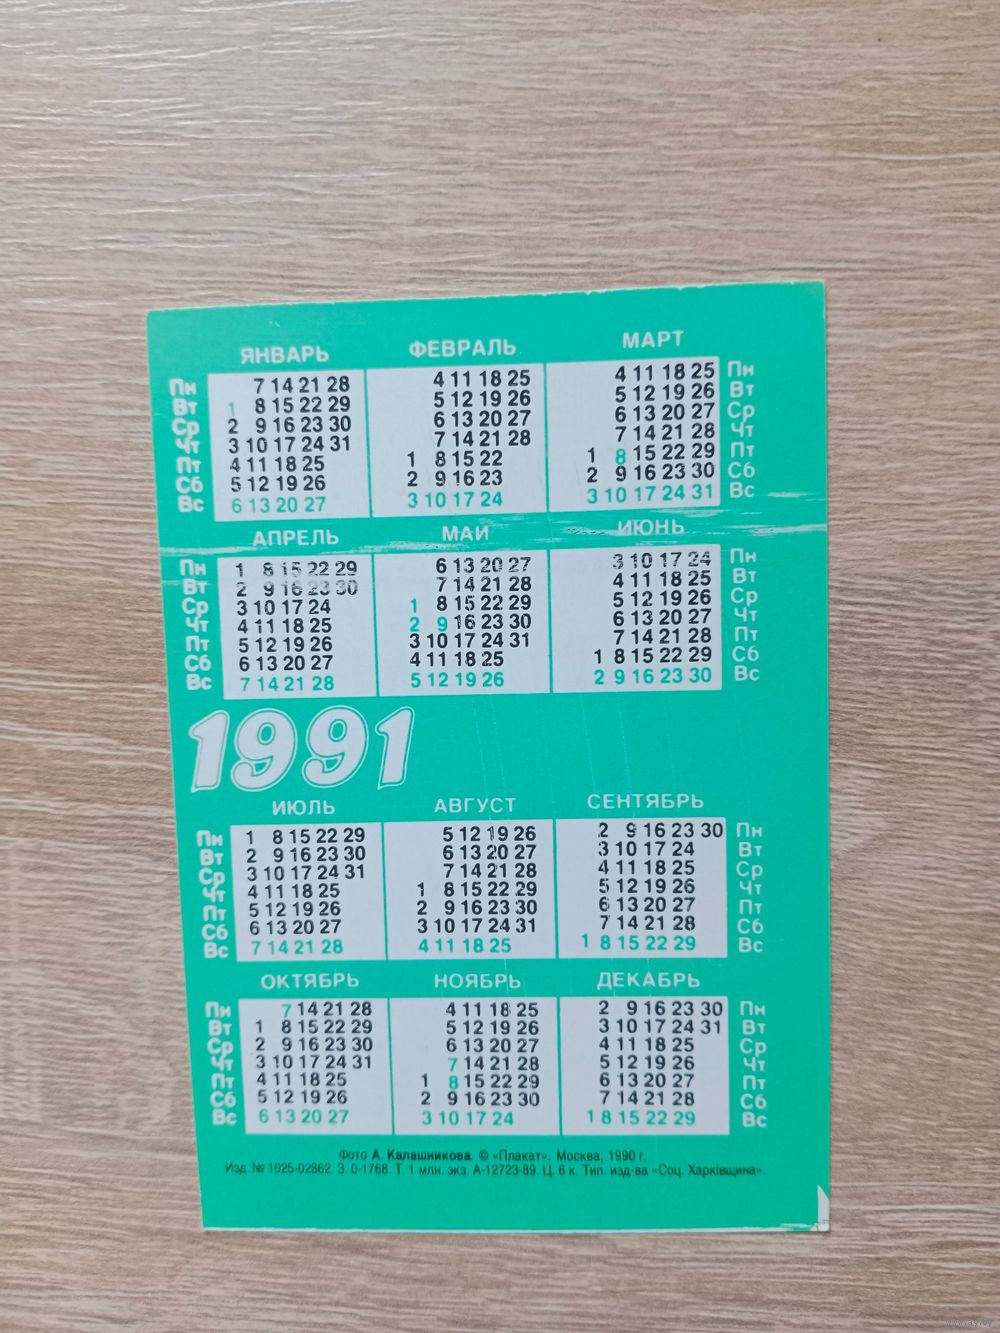 ЯНВАРЬ ФЕВРАЛЬ МАРТ
Пн 7 14 21 28 4 11 18 25 4 11 18 25 Пн
Вт 1 8 15 22 29 5 12 19 26 5 12 19 26 Вт
Ср 2 9 16 23 30 6 13 20 27 6 13 20 27 Ср
Чт 3 10 17 24 31 7 14 21 28 7 14 21 28 Чт
Пт 4 11 18 25 1 8 15 22 1 8 15 22 29 Пт
Сб 5 12 19 26 2 9 16 23 2 9 16 23 30 Сб
Вс 6 13 20 27 3 10 17 24 3 10 17 24 31 Вс
АПРЕЛЬ МАЙ ИЮНЬ
Пн 1 8 15 22 29 6 13 20 27 3 10 17 24 Пн
Вт 2 9 16 23 30 7 14 21 28 4 11 18 25 Вт
Ср 3 10 17 24 1 8 15 22 29 5 12 19 26 Ср
Чт 4 11 18 25 2 9 16 23 30 6 13 20 27 Чт
Пт 5 12 19 26 3 10 17 24 31 7 14 21 28 Пт
Сб 6 13 20 27 4 11 18 25 1 8 15 22 29 Сб
Вс 7 14 21 28 5 12 19 26 2 9 16 23 30 Вс
1991
ИЮЛЬ АВГУСТ СЕНТЯБРЬ
Пн 1 8 15 22 29 5 12 19 26 2 9 16 23 30 Пн
Вт 2 9 16 23 30 6 13 20 27 3 10 17 24 Вт
Ср 3 10 17 24 31 7 14 21 28 4 11 18 25 Ср
Чт 4 11 18 25 1 8 15 22 29 5 12 19 26 Чт
Пт 5 12 19 26 2 9 16 23 30 6 13 20 27 Пт
Сб 6 13 20 27 3 10 17 24 31 7 14 21 28 Сб
Вс 7 14 21 28 4 11 18 25 1 8 15 22 29 Вс
ОКТЯБРЬ НОЯБРЬ ДЕКАБРЬ
Пн 7 14 21 28 4 11 18 25 2 9 16 23 30 Пн
Вт 1 8 15 22 29 5 12 19 26 3 10 17 24 31 Вт
Ср 2 9 16 23 30 6 13 20 27 4 11 18 25 Ср
Чт 3 10 17 24 31 7 14 21 28 5 12 19 26 Чт
Пт 4 11 18 25 1 8 15 22 29 6 13 20 27 Пт
Сб 5 12 19 26 2 9 16 23 30 7 14 21 28 Сб
Вс 6 13 20 27 3 10 17 24 1 8 15 22 29 Вс
Фото А. Калашникова. © «Плакат». Москва, 1990 г.
Изд. № 1025-02862. З. 0-1768. Т. 1 млн. экз. А-12723-89. Ц. 6 к. Тип. изд-ва «Соц. Харкiвщина».